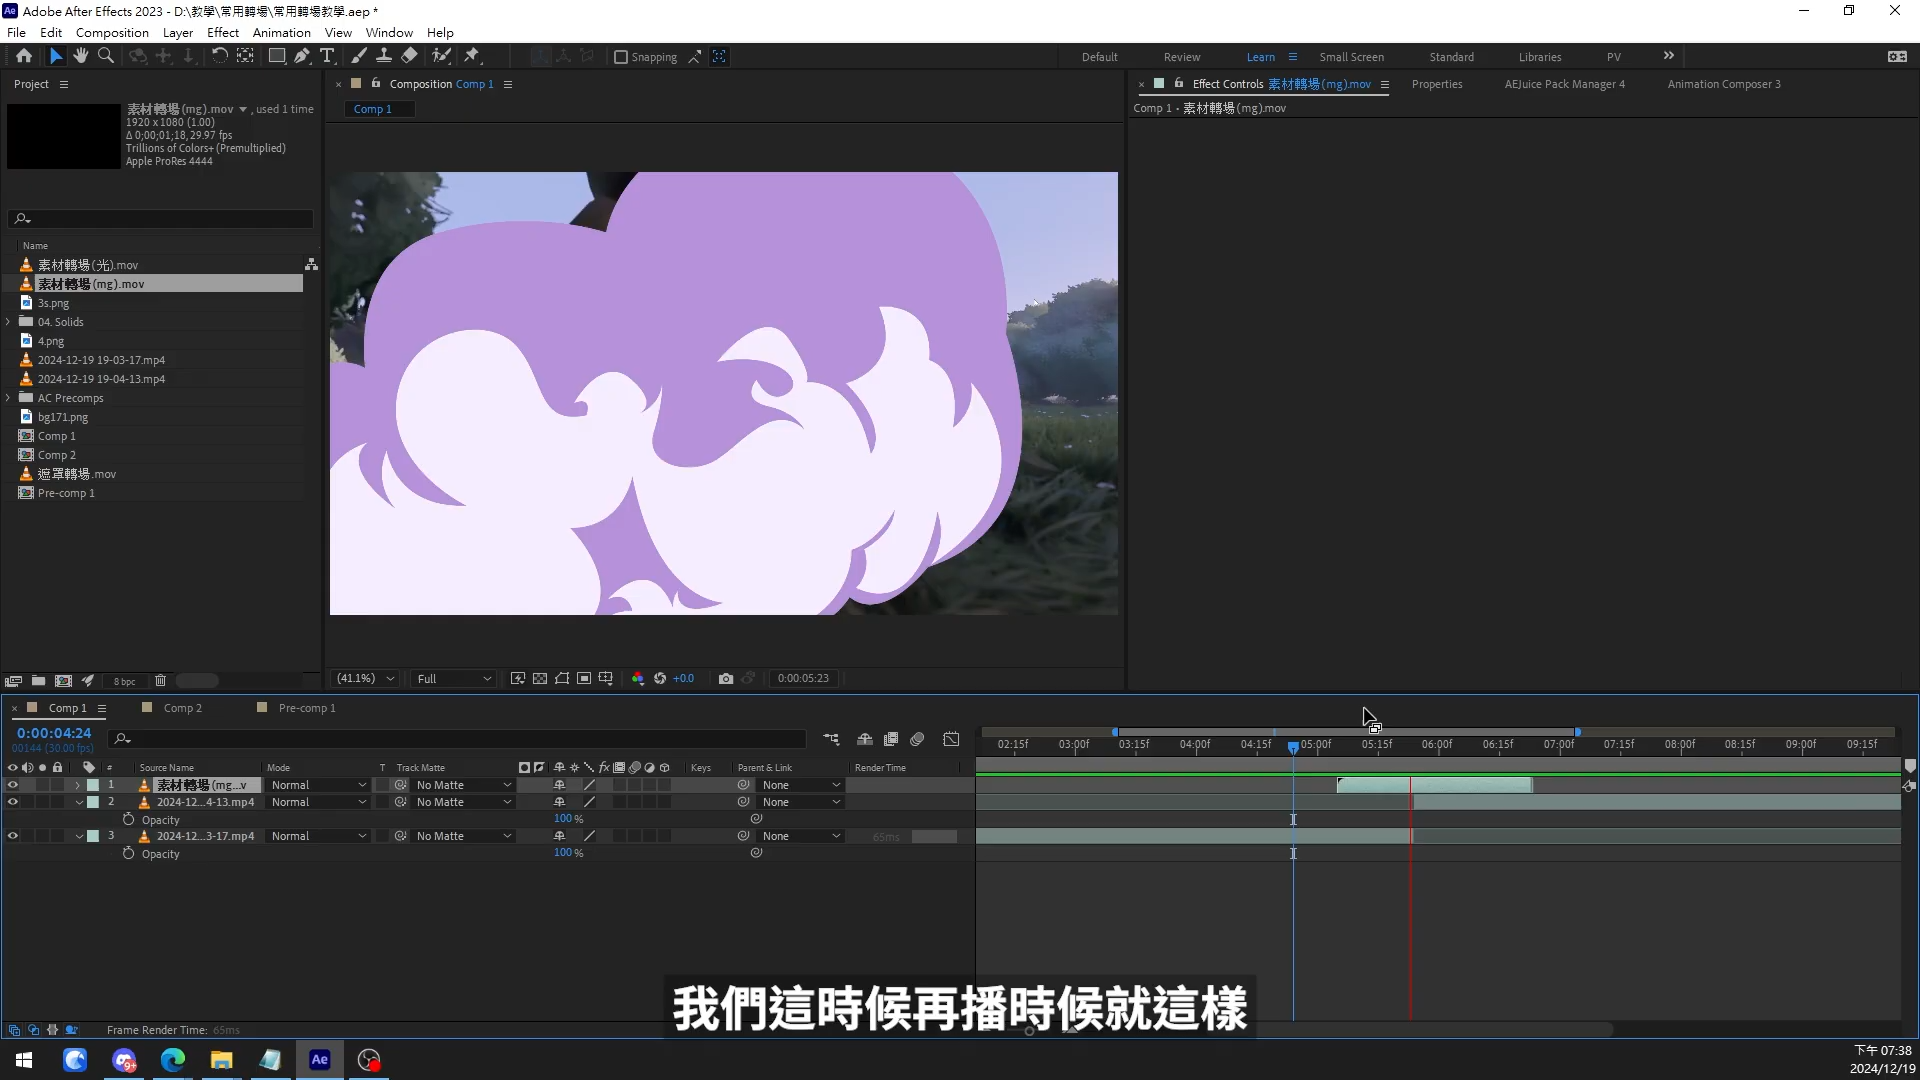 Adobe After Effects 2023 - D:\教學\常用轉場\常用轉場教學.aep *
File Edit Composition Layer Effect Animation View Window Help
Snapping
Default Review Learn Small Screen Standard Libraries PV
Project
素材轉場(mg).mov , used 1 time
1920 x 1080 (1.00)
Δ 0;00;01;18, 29.97 fps
Trillions of Colors+ (Premultiplied)
Apple ProRes 4444
Name
素材轉場(光).mov
素材轉場(mg).mov
3s.png
04. Solids
4.png
2024-12-19 19-03-17.mp4
2024-12-19 19-04-13.mp4
AC Precomps
bg171.png
Comp 1
Comp 2
遮罩轉場.mov
Pre-comp 1
8 bpc
Composition Comp 1
Comp 1
(41.1%) Full +0.0 0:00:05:23
Effect Controls 素材轉場(mg).mov Properties AEJuice Pack Manager 4 Animation Composer 3
Comp 1 • 素材轉場(mg).mov
Comp 1 Comp 2 Pre-comp 1
0:00:04:24
00144 (30.00 fps)
02:15f 03:00f 03:15f 04:00f 04:15f 05:00f 05:15f 06:00f 06:15f 07:00f 07:15f 08:00f 08:15f 09:00f 09:15f
# Source Name Mode T Track Matte Keys Parent & Link Render Time
1 素材轉場(mg...v Normal No Matte None
2 2024-12...4-13.mp4 Normal No Matte None
Opacity 100 %
3 2024-12...3-17.mp4 Normal No Matte None 65ms
Opacity 100 %
我們這時候再播時候就這樣
Frame Render Time: 65ms
9+
Ae
下午 07:38
2024/12/19